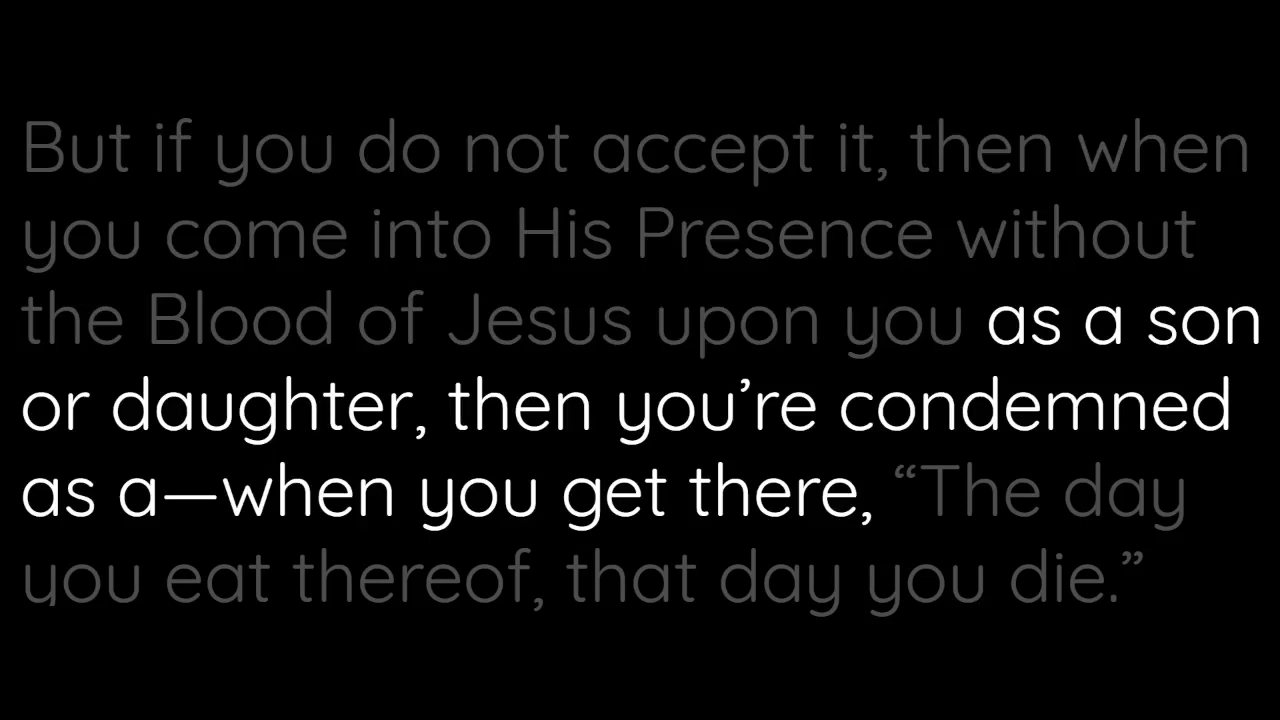 But if you do not accept it, then when
you come into His Presence without
the Blood of Jesus upon you as a son
or daughter, then you’re condemned
as a—when you get there, “The day
you eat thereof, that day you die.”